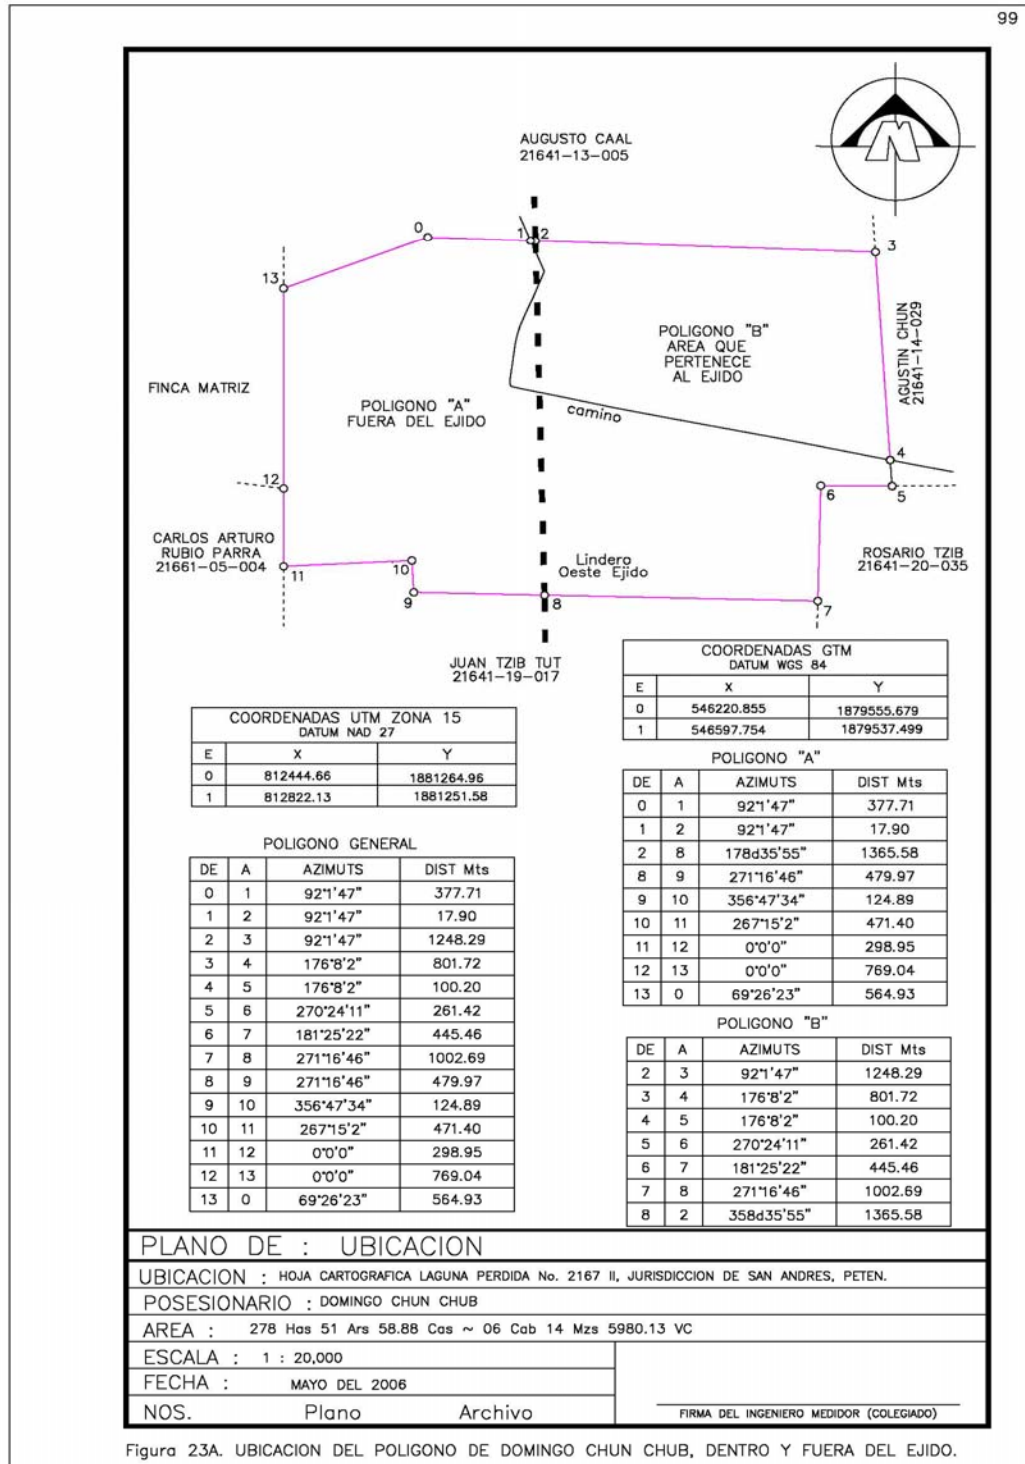 99
AUGUSTO CAAL
21641-13-005
0
1
2
3
13
POLIGONO "B"
AREA QUE
PERTENECE
AL EJIDO
AGUSTIN CHUN
21641-14-029
FINCA MATRIZ
POLIGONO "A"
FUERA DEL EJIDO
camino
4
12
6
5
CARLOS ARTURO
RUBIO PARRA
21661-05-004
11
10
Lindero
Oeste Ejido
ROSARIO TZIB
21641-20-035
9
8
7
JUAN TZIB TUT
21641-19-017
COORDENADAS GTM
DATUM WGS 84
E X Y
0 546220.855 1879555.679
1 546597.754 1879537.499
COORDENADAS UTM ZONA 15
DATUM NAD 27
E X Y
0 812444.66 1881264.96
1 812822.13 1881251.58
POLIGONO "A"
DE A AZIMUTS DIST Mts
0 1 92°1'47" 377.71
1 2 92°1'47" 17.90
2 8 178d35'55" 1365.58
8 9 271°16'46" 479.97
9 10 356°47'34" 124.89
10 11 267°15'2" 471.40
11 12 0°0'0" 298.95
12 13 0°0'0" 769.04
13 0 69°26'23" 564.93
POLIGONO GENERAL
DE A AZIMUTS DIST Mts
0 1 92°1'47" 377.71
1 2 92°1'47" 17.90
2 3 92°1'47" 1248.29
3 4 176°8'2" 801.72
4 5 176°8'2" 100.20
5 6 270°24'11" 261.42
6 7 181°25'22" 445.46
7 8 271°16'46" 1002.69
8 9 271°16'46" 479.97
9 10 356°47'34" 124.89
10 11 267°15'2" 471.40
11 12 0°0'0" 298.95
12 13 0°0'0" 769.04
13 0 69°26'23" 564.93
POLIGONO "B"
DE A AZIMUTS DIST Mts
2 3 92°1'47" 1248.29
3 4 176°8'2" 801.72
4 5 176°8'2" 100.20
5 6 270°24'11" 261.42
6 7 181°25'22" 445.46
7 8 271°16'46" 1002.69
8 2 358d35'55" 1365.58
PLANO DE : UBICACION
UBICACION : HOJA CARTOGRAFICA LAGUNA PERDIDA No. 2167 II, JURISDICCION DE SAN ANDRES, PETEN.
POSESIONARIO : DOMINGO CHUN CHUB
AREA : 278 Has 51 Ars 58.88 Cas ~ 06 Cab 14 Mzs 5980.13 VC
ESCALA : 1 : 20,000
FECHA : MAYO DEL 2006
NOS. Plano Archivo
FIRMA DEL INGENIERO MEDIDOR (COLEGIADO)
Figura 23A. UBICACION DEL POLIGONO DE DOMINGO CHUN CHUB, DENTRO Y FUERA DEL EJIDO.